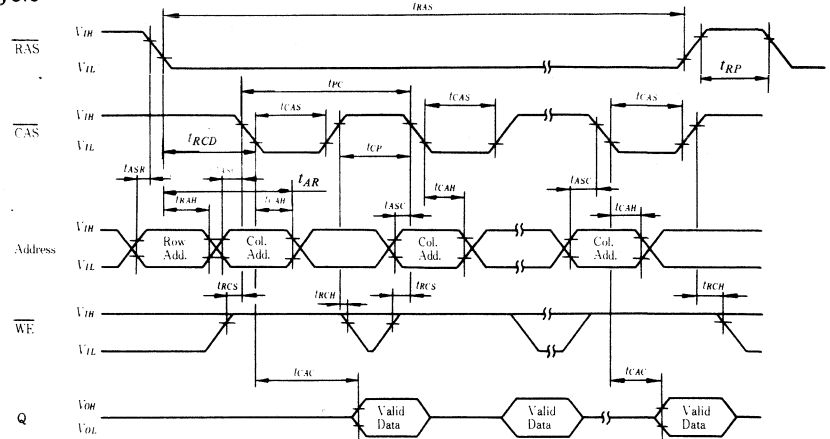 tRAS
VIH
RAS
VIL
tRP
tPC
VIH
tCAS
tCAS
tCAS
CAS
VIL
tRCD
tCP
tASR
tAR
tRAH
tCAH
tASC
tCAH
tASC
tCAH
VIH
Address
Row Add.
Col. Add.
Col. Add.
Col. Add.
VIL
tRCS
tRCH
tRCS
tRCH
VIH
WE
VIL
tCAC
tCAC
VOH
Q
Valid Data
Valid Data
Valid Data
VOL